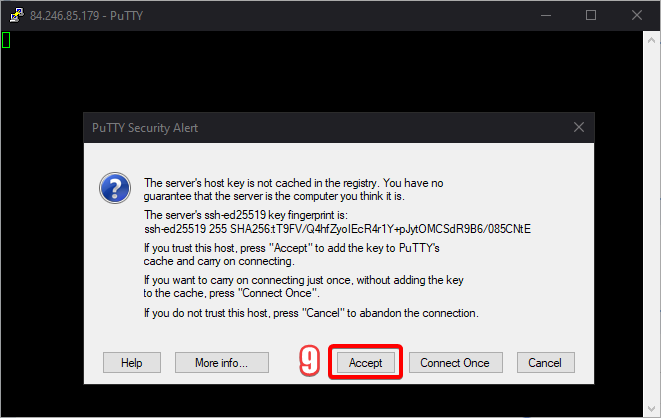 84.246.85.179 - PuTTY
PuTTY Security Alert
The server's host key is not cached in the registry. You have no
guarantee that the server is the computer you think it is.
The server's ssh-ed25519 key fingerprint is:
ssh-ed25519 255 SHA256:tT9FV/Q4hfZyoIEcR4r1Y+pJytOMCSdR9B6/085CNtE
If you trust this host, press "Accept" to add the key to PuTTY's
cache and carry on connecting.
If you want to carry on connecting just once, without adding the key
to the cache, press "Connect Once".
If you do not trust this host, press "Cancel" to abandon the connection.
Help More info... 9 Accept Connect Once Cancel